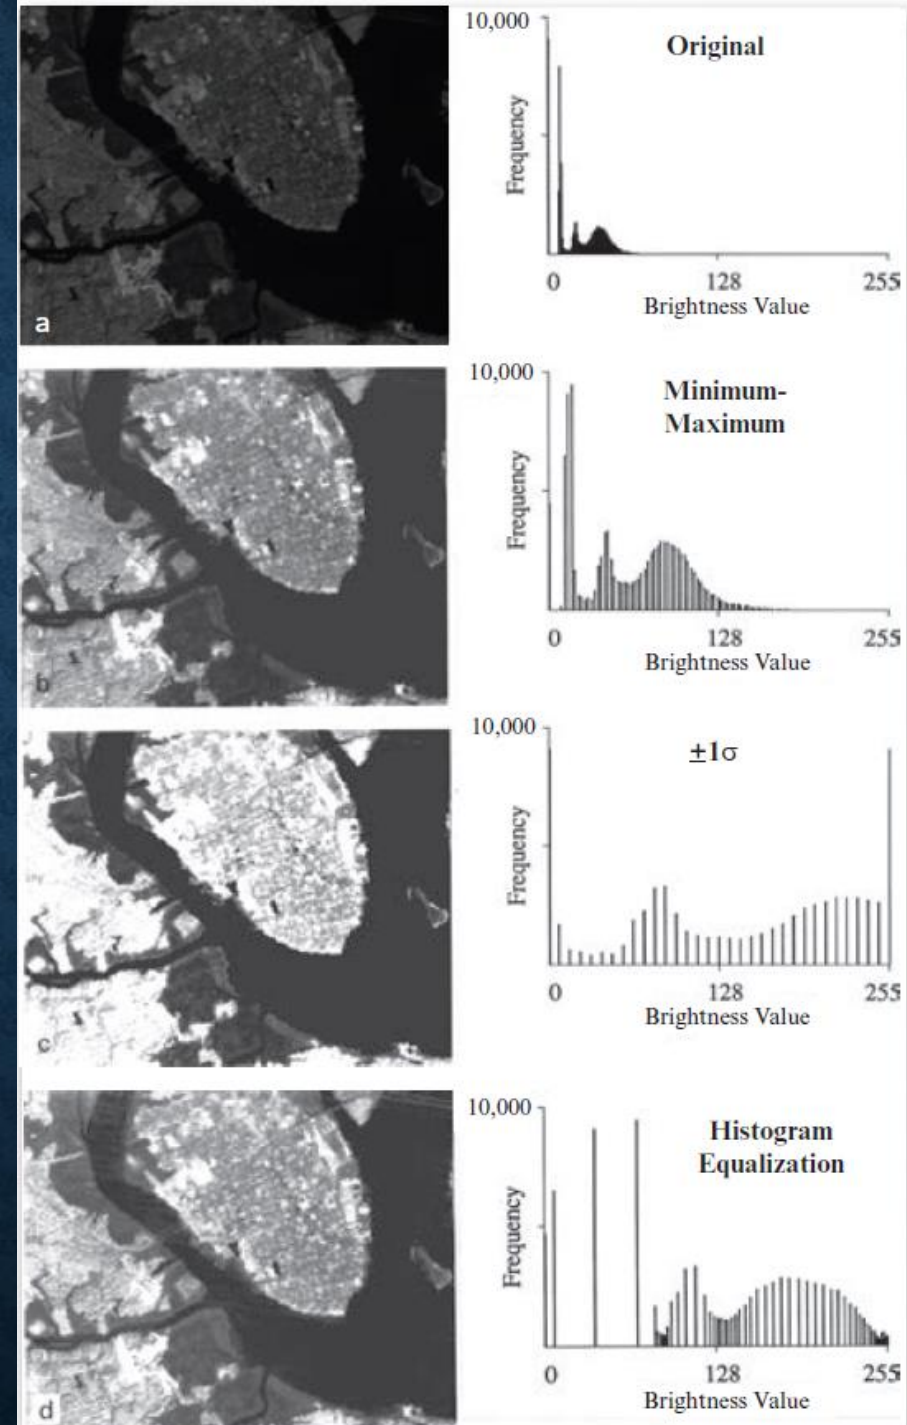 10,000
Original
Frequency
0 128 255
Brightness Value
a
10,000
Minimum-
Maximum
Frequency
0 128 255
Brightness Value
b
10,000
±1σ
Frequency
0 128 255
Brightness Value
c
10,000
Histogram
Equalization
Frequency
0 128 255
Brightness Value
d